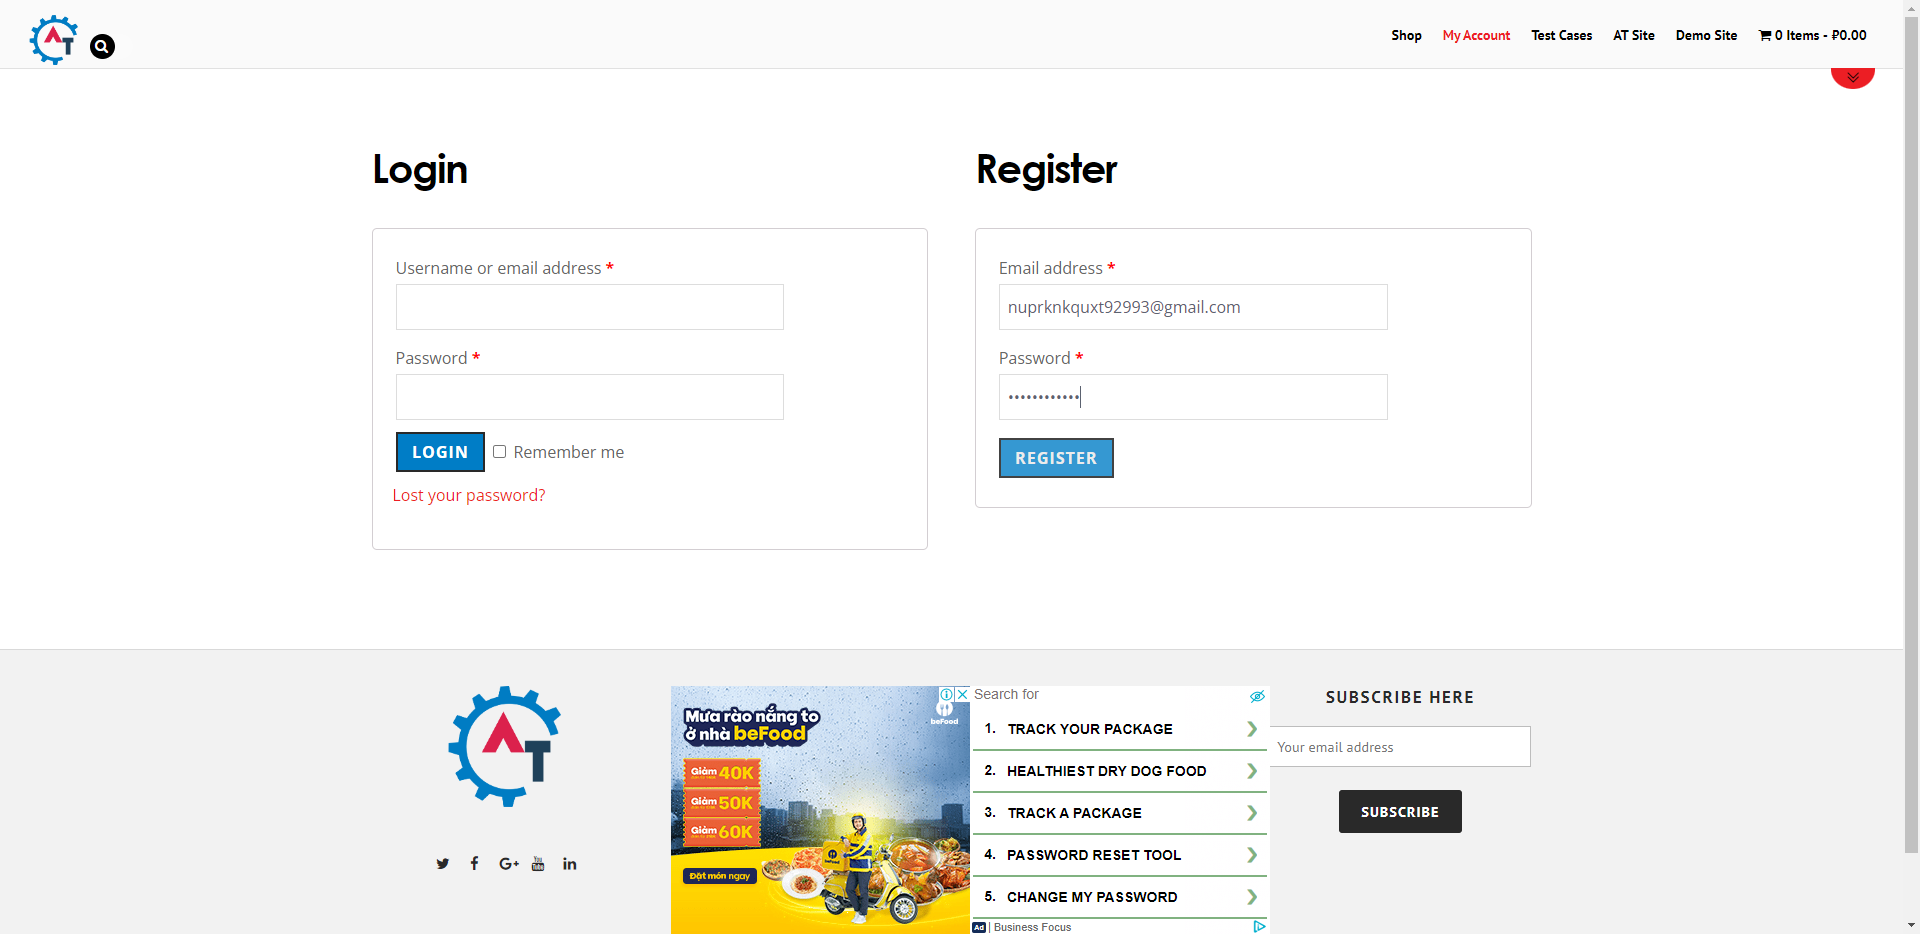 AT
Shop
My Account
Test Cases
AT Site
Demo Site
0 Items - ₽0.00
Login
Register
Username or email address *
Password *
LOGIN
Remember me
Lost your password?
Email address *
nuprknkquxt92993@gmail.com
Password *
REGISTER
AT
Mưa rào nắng to
ở nhà beFood
beFood
Giảm 40K
Giảm 50K
Giảm 60K
Đặt món ngay
beFood
Search for
1. TRACK YOUR PACKAGE
2. HEALTHIEST DRY DOG FOOD
3. TRACK A PACKAGE
4. PASSWORD RESET TOOL
5. CHANGE MY PASSWORD
Ad | Business Focus
SUBSCRIBE HERE
Your email address
SUBSCRIBE